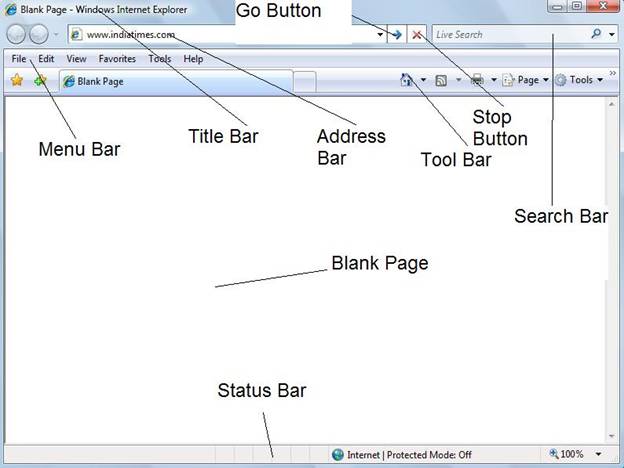 Go Button
Blank Page - Windows Internet Explorer
www.indiatimes.com
Live Search
File Edit View Favorites Tools Help
Blank Page
Page
Tools
Menu Bar
Title Bar
Address
Bar
Stop
Button
Tool Bar
Search Bar
Blank Page
Status Bar
Internet | Protected Mode: Off
100%